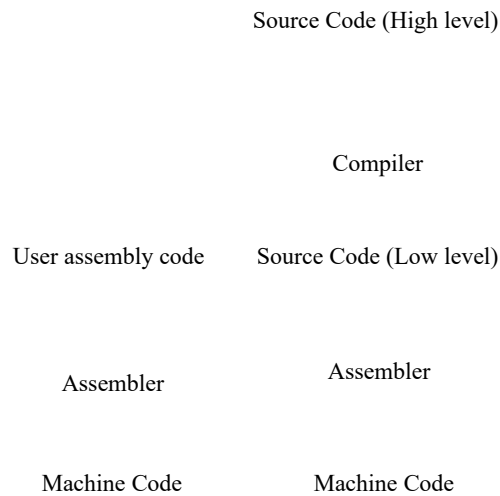 Source Code (High level)
Compiler
User assembly code
Source Code (Low level)
Assembler
Assembler
Machine Code
Machine Code